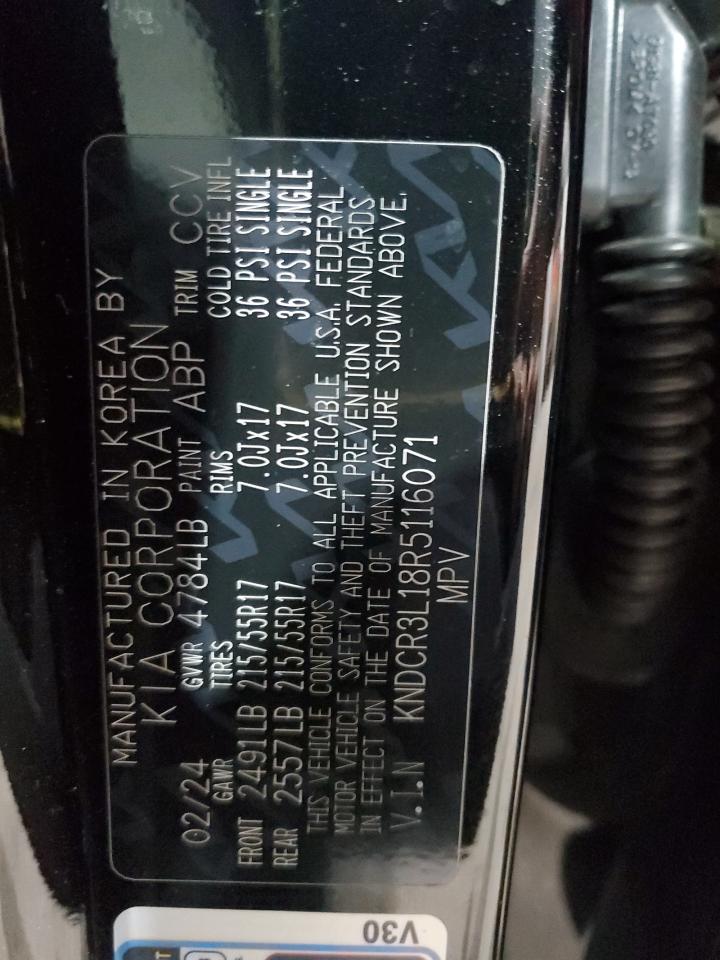 MANUFACTURED IN KOREA BY
KIA CORPORATION
02/24 GVWR 4784LB PAINT ABP TRIM CCV
GAWR TIRES RIMS COLD TIRE INFL
FRONT 2491LB 215/55R17 7.0Jx17 36 PSI SINGLE
REAR 2557LB 215/55R17 7.0Jx17 36 PSI SINGLE
THIS VEHICLE CONFORMS TO ALL APPLICABLE U.S.A. FEDERAL
MOTOR VEHICLE SAFETY AND THEFT PREVENTION STANDARDS
IN EFFECT ON THE DATE OF MANUFACTURE SHOWN ABOVE.
V.I.N KNDCR3L18R5116071
MPV
V30